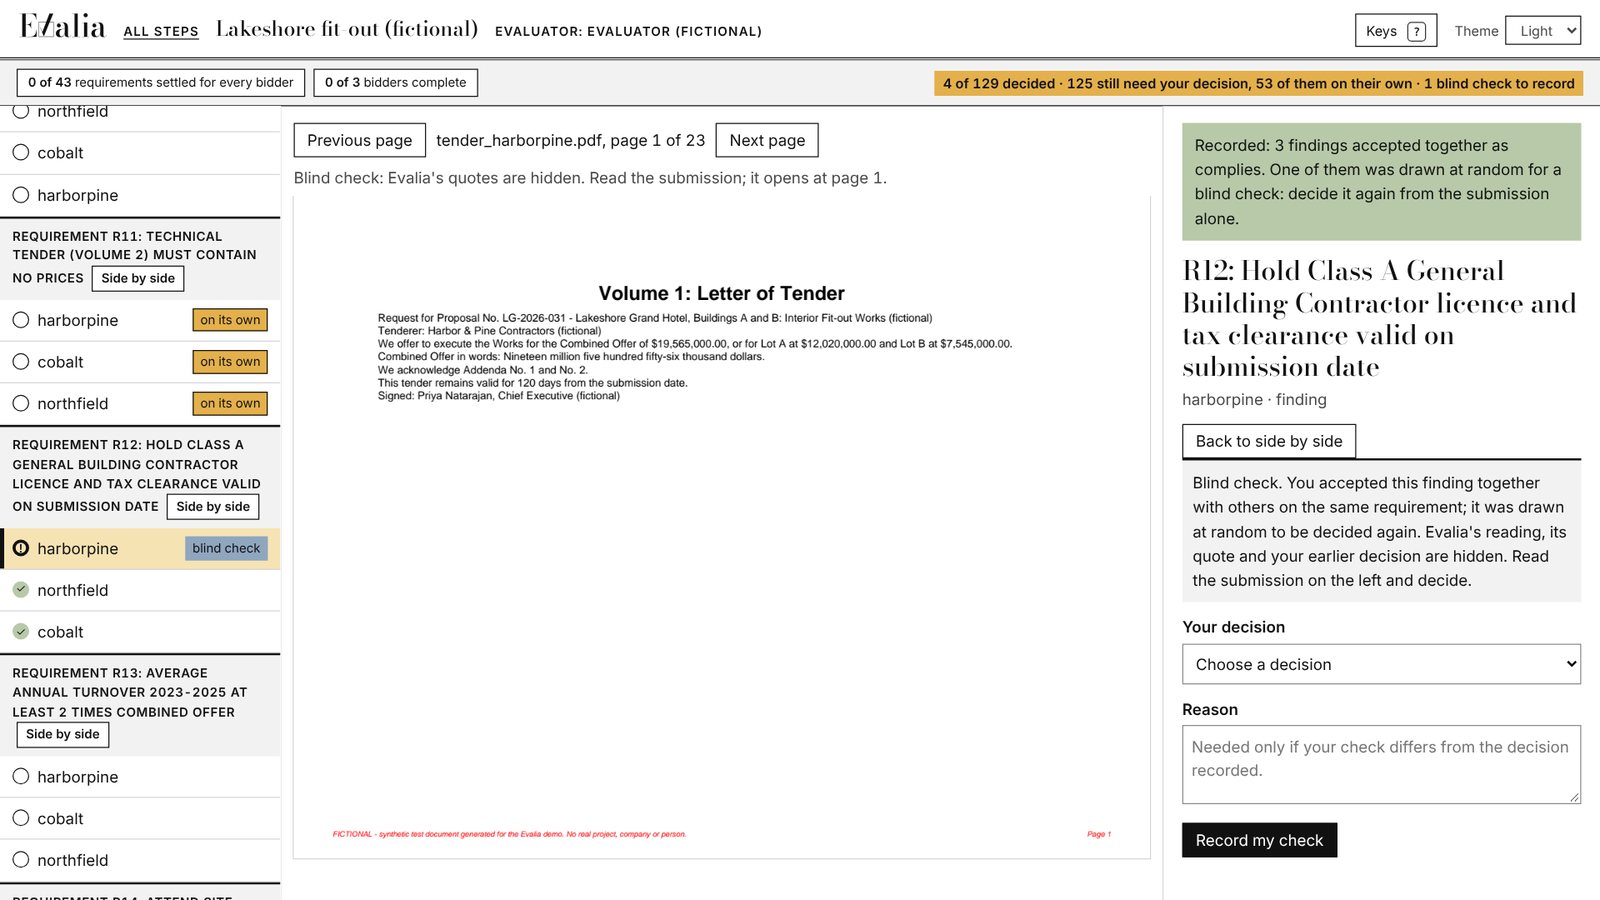 Evalia ALL STEPS Lakeshore fit-out (fictional) EVALUATOR: EVALUATOR (FICTIONAL) Keys ? Theme Light
0 of 43 requirements settled for every bidder 0 of 3 bidders complete 4 of 129 decided · 125 still need your decision, 53 of them on their own · 1 blind check to record
northfield
cobalt
harborpine
REQUIREMENT R11: TECHNICAL
TENDER (VOLUME 2) MUST CONTAIN
NO PRICES Side by side
harborpine on its own
cobalt on its own
northfield on its own
REQUIREMENT R12: HOLD CLASS A
GENERAL BUILDING CONTRACTOR
LICENCE AND TAX CLEARANCE VALID
ON SUBMISSION DATE Side by side
harborpine blind check
northfield
cobalt
REQUIREMENT R13: AVERAGE
ANNUAL TURNOVER 2023-2025 AT
LEAST 2 TIMES COMBINED OFFER
Side by side
harborpine
cobalt
northfield
REQUIREMENT R14: ATTEND SITE
Previous page tender_harborpine.pdf, page 1 of 23 Next page
Blind check: Evalia's quotes are hidden. Read the submission; it opens at page 1.
Volume 1: Letter of Tender
Request for Proposal No. LG-2026-031 - Lakeshore Grand Hotel, Buildings A and B: Interior Fit-out Works (fictional)
Tenderer: Harbor & Pine Contractors (fictional)
We offer to execute the Works for the Combined Offer of $19,565,000.00, or for Lot A at $12,020,000.00 and Lot B at $7,545,000.00.
Combined Offer in words: Nineteen million five hundred fifty-six thousand dollars.
We acknowledge Addenda No. 1 and No. 2.
This tender remains valid for 120 days from the submission date.
Signed: Priya Natarajan, Chief Executive (fictional)
FICTIONAL - synthetic test document generated for the Evalia demo. No real project, company or person. Page 1
Recorded: 3 findings accepted together as
complies. One of them was drawn at random for a
blind check: decide it again from the submission
alone.
R12: Hold Class A General
Building Contractor licence and
tax clearance valid on
submission date
harborpine · finding
Back to side by side
Blind check. You accepted this finding together
with others on the same requirement; it was drawn
at random to be decided again. Evalia's reading, its
quote and your earlier decision are hidden. Read
the submission on the left and decide.
Your decision
Choose a decision
Reason
Needed only if your check differs from the decision
recorded.
Record my check